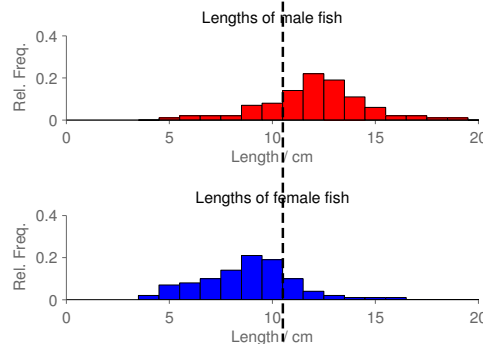 Lengths of male fish
Rel. Freq.
0.4
0.2
0
0 5 10 15 20
Length / cm
Lengths of female fish
Rel. Freq.
0.4
0.2
0
0 5 10 15 20
Length / cm